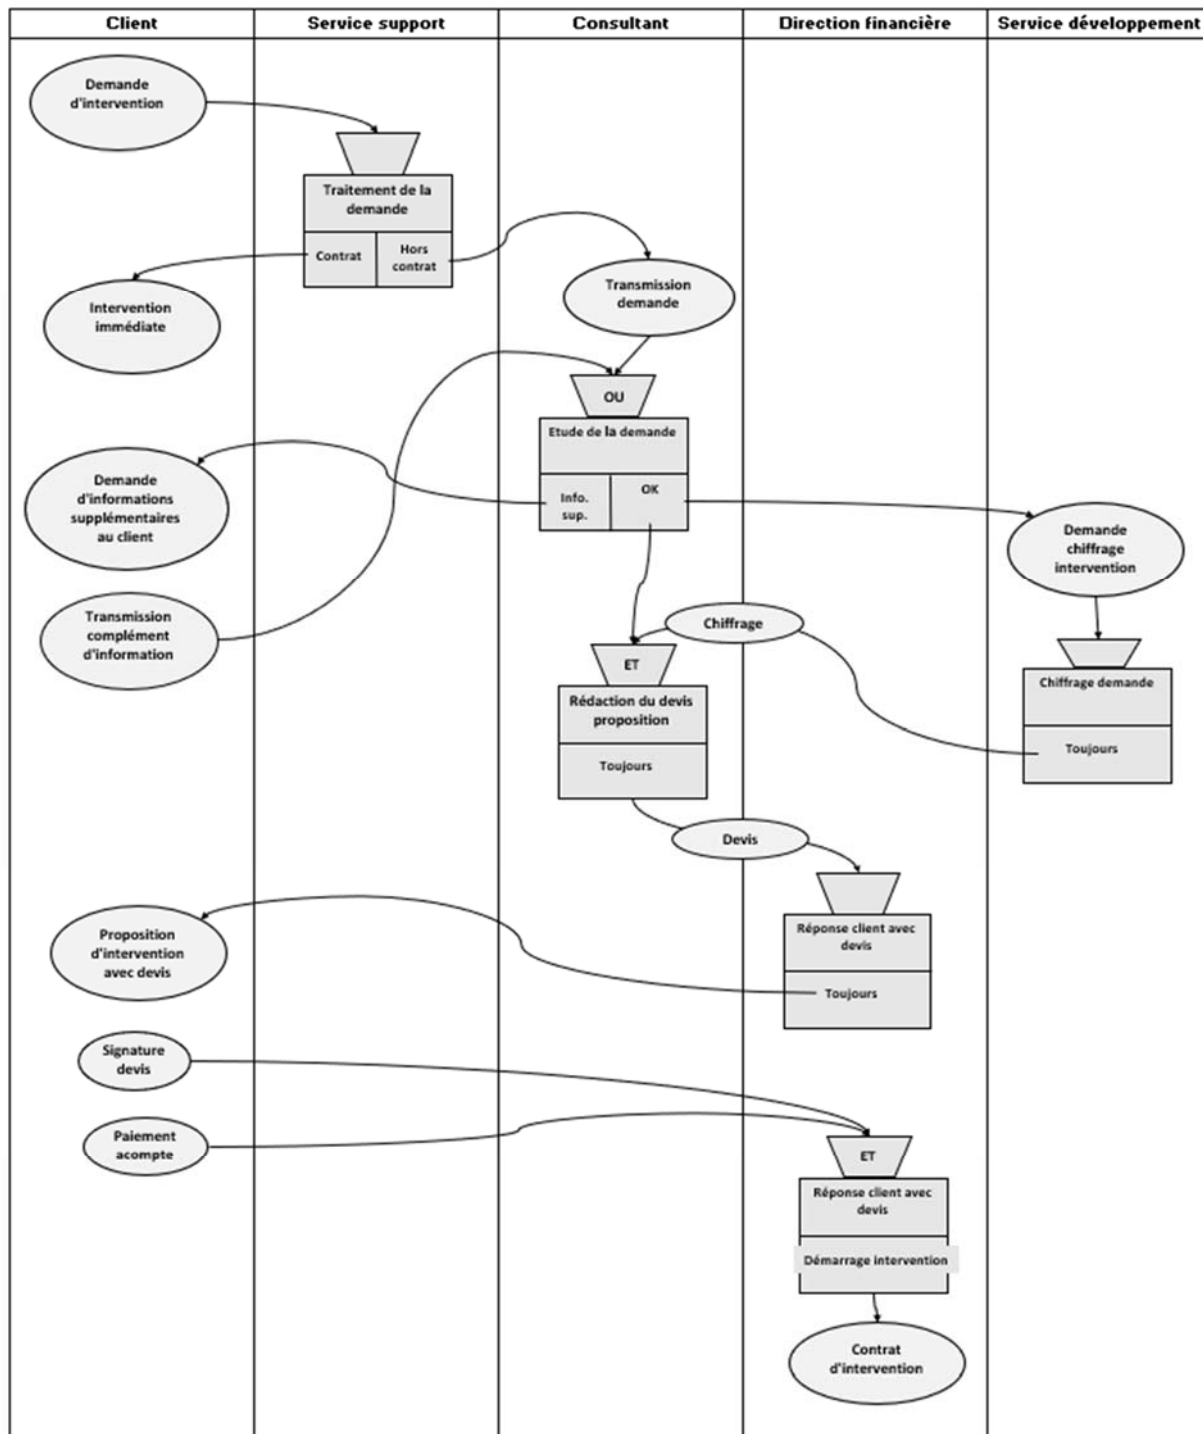 Client
Service support
Consultant
Direction financière
Service développement
Demande
d'intervention
Traitement de la
demande
Contrat
Hors
contrat
Intervention
immédiate
Transmission
demande
OU
Etude de la demande
Info.
sup.
OK
Demande
d'informations
supplémentaires
au client
Demande
chiffrage
intervention
Transmission
complément
d'information
Chiffrage
ET
Rédaction du devis
proposition
Toujours
Chiffrage demande
Toujours
Devis
Réponse client avec
devis
Toujours
Proposition
d'intervention
avec devis
Signature
devis
Paiement
acompte
ET
Réponse client avec
devis
Démarrage intervention
Contrat
d'intervention